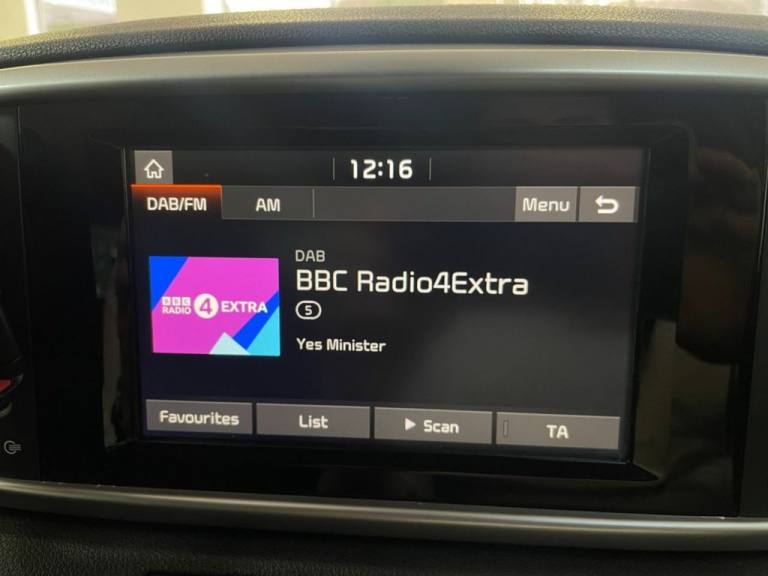 12:16
DAB/FM AM Menu
DAB
BBC Radio4Extra
5
BBC
RADIO 4 EXTRA
Yes Minister
Favourites List Scan TA